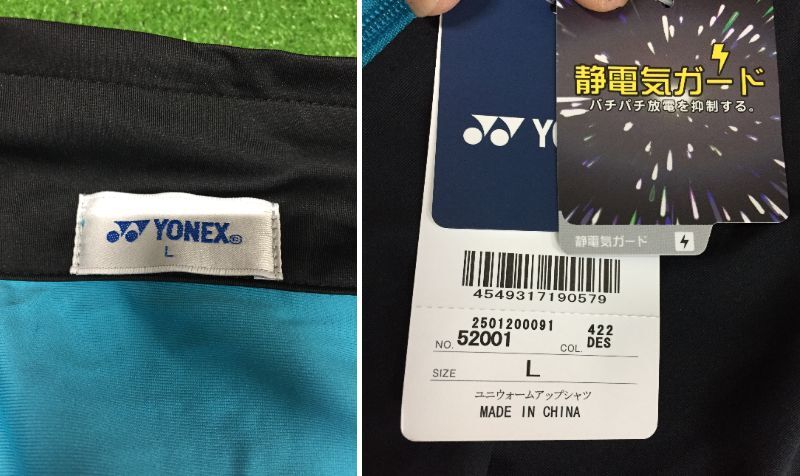 YONEX®
L
YO
静電気ガード
パチパチ放電を抑制する。
静電気ガード
4549317190579
2501200091 422
NO. 52001 COL. DES
SIZE L
ユニウォームアップシャツ
MADE IN CHINA